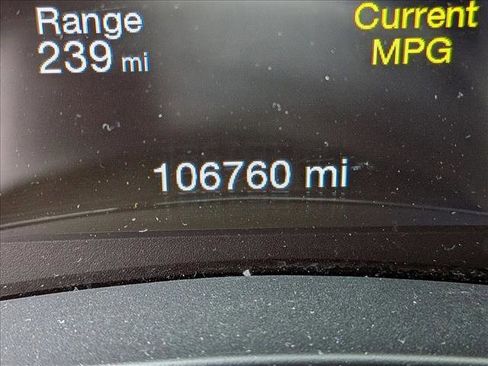 Range
239 mi
Current
MPG
106760 mi